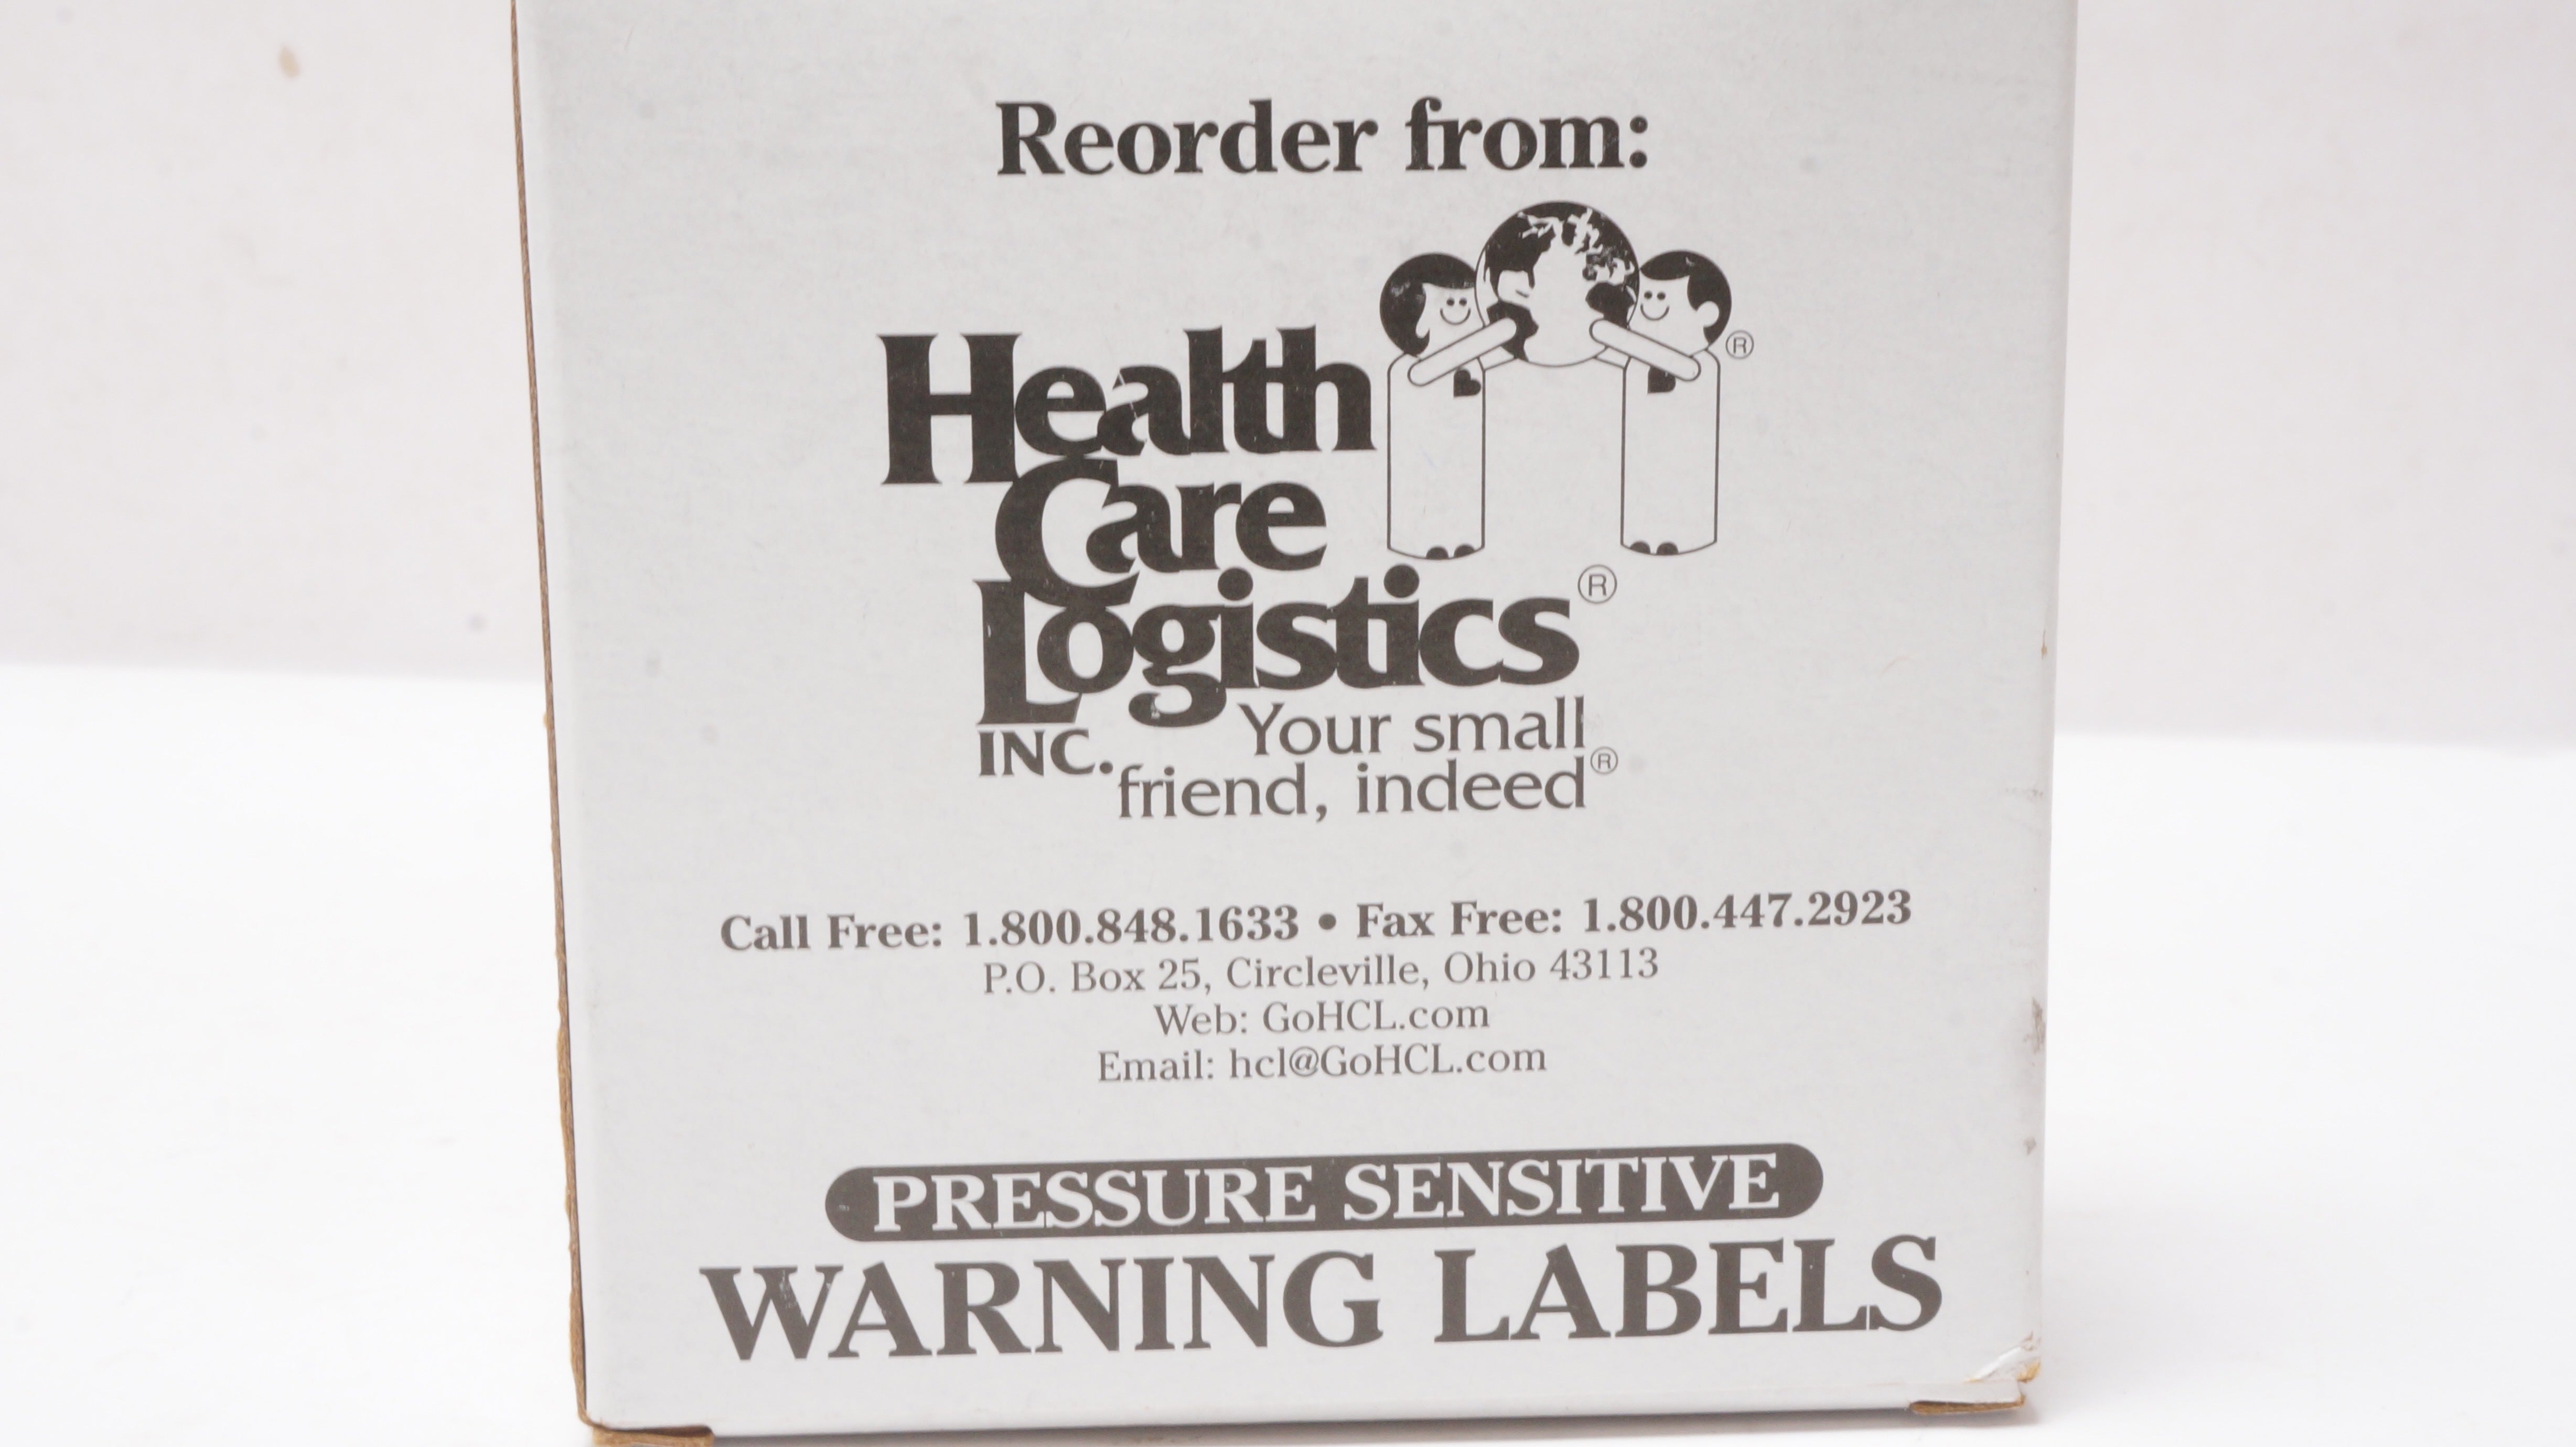 Reorder from:
Health
Care
Logistics®
INC.
Your small
friend, indeed®
®
Call Free: 1.800.848.1633 • Fax Free: 1.800.447.2923
P.O. Box 25, Circleville, Ohio 43113
Web: GoHCL.com
Email: hcl@GoHCL.com
PRESSURE SENSITIVE
WARNING LABELS